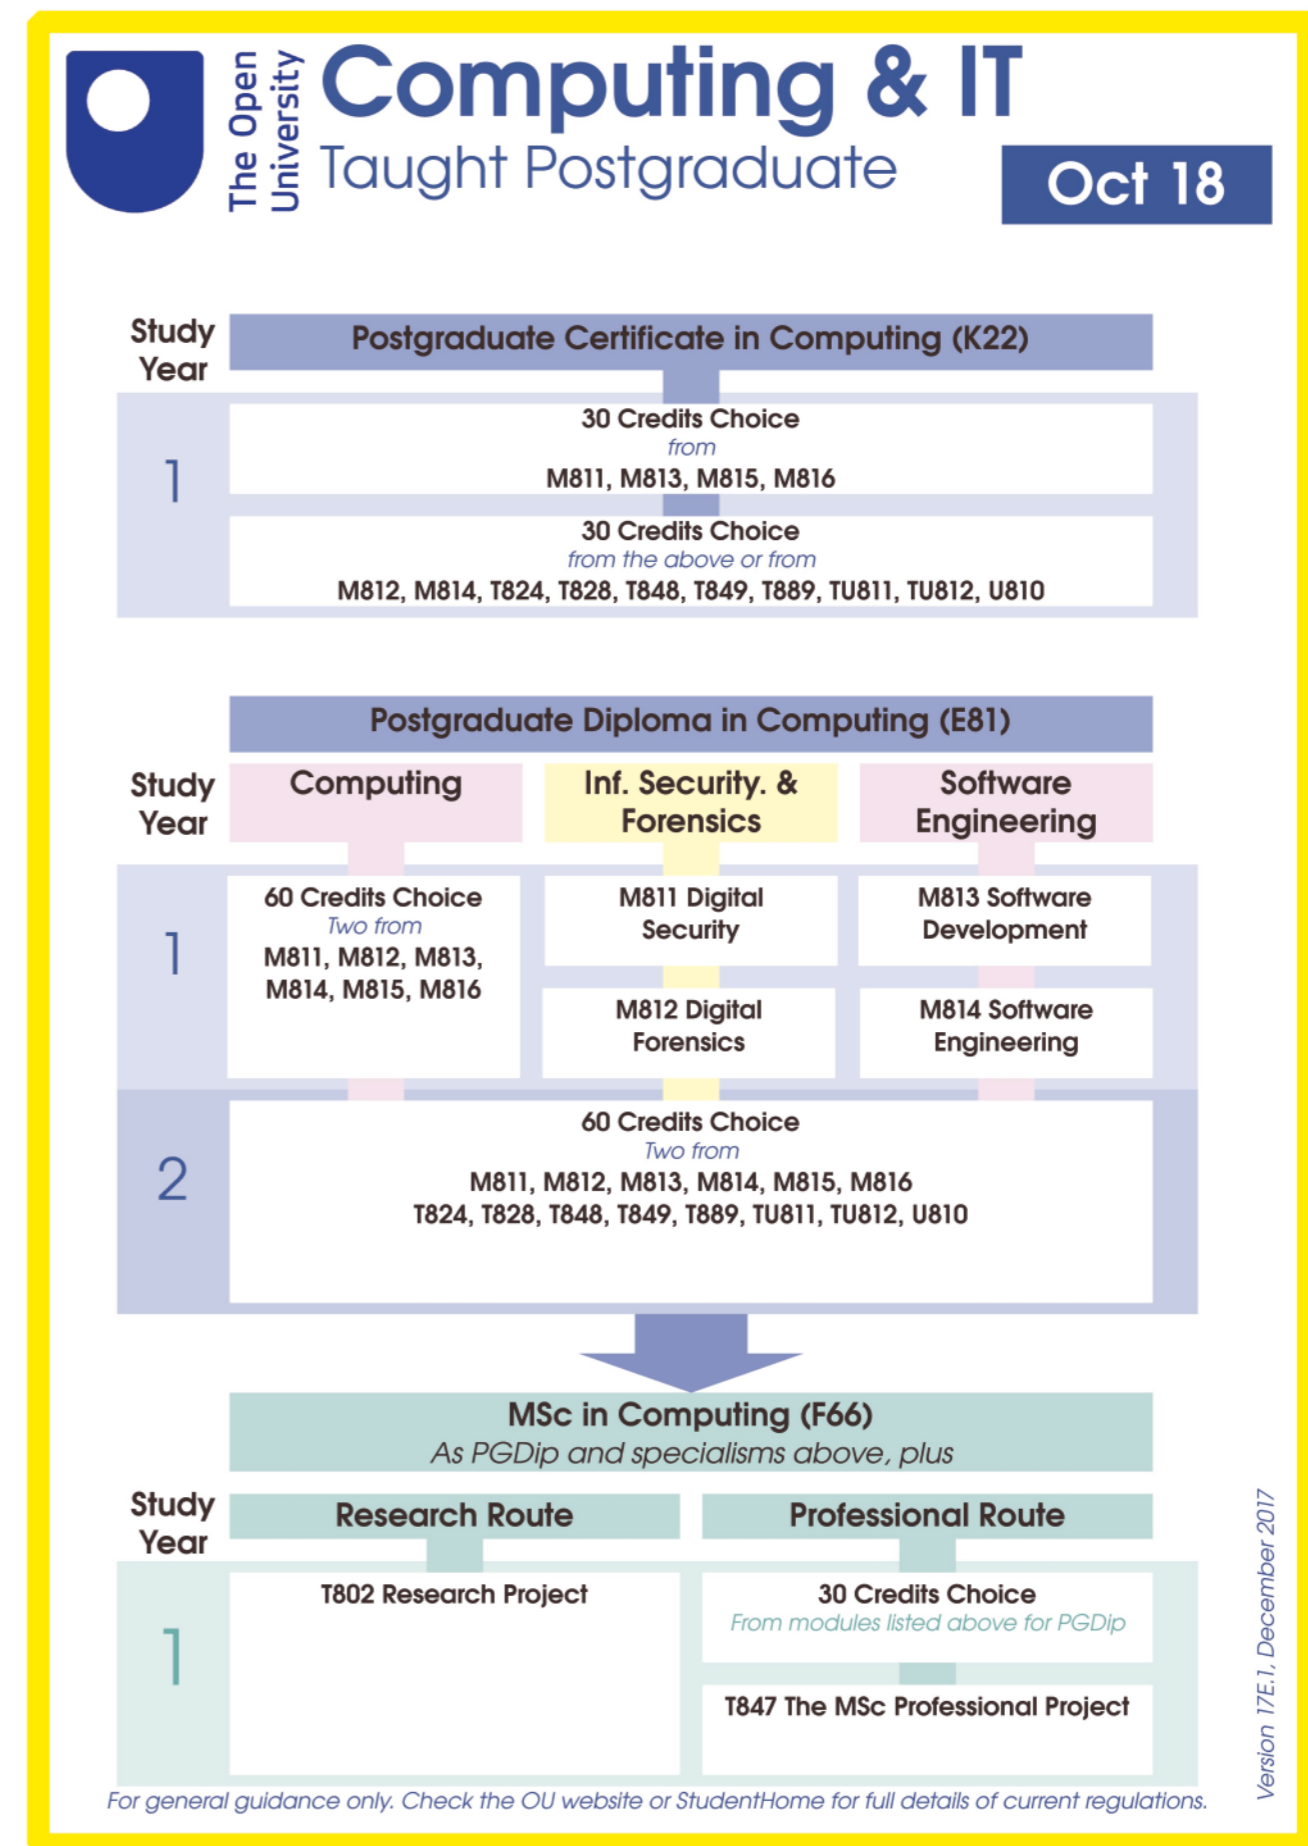 The Open
University
Computing & IT
Taught Postgraduate
Oct 18
Study
Year
Postgraduate Certificate in Computing (K22)
1
30 Credits Choice
from
M811, M813, M815, M816
30 Credits Choice
from the above or from
M812, M814, T824, T828, T848, T849, T889, TU811, TU812, U810
Postgraduate Diploma in Computing (E81)
Study
Year
Computing
Inf. Security. &
Forensics
Software
Engineering
1
60 Credits Choice
Two from
M811, M812, M813,
M814, M815, M816
M811 Digital
Security
M812 Digital
Forensics
M813 Software
Development
M814 Software
Engineering
2
60 Credits Choice
Two from
M811, M812, M813, M814, M815, M816
T824, T828, T848, T849, T889, TU811, TU812, U810
MSc in Computing (F66)
As PGDip and specialisms above, plus
Study
Year
Research Route
Professional Route
1
T802 Research Project
30 Credits Choice
From modules listed above for PGDip
T847 The MSc Professional Project
For general guidance only. Check the OU website or StudentHome for full details of current regulations.
Version 17E.1, December 2017